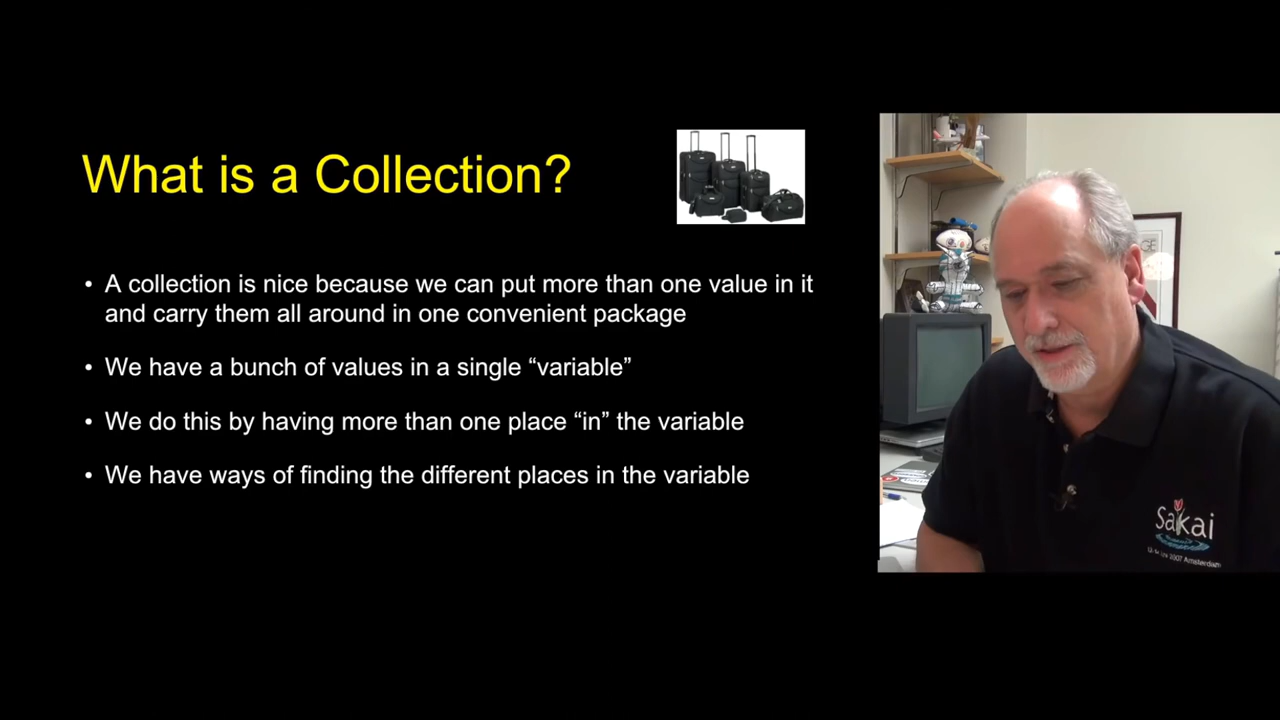 What is a Collection?
• A collection is nice because we can put more than one value in it
and carry them all around in one convenient package
• We have a bunch of values in a single “variable”
• We do this by having more than one place “in” the variable
• We have ways of finding the different places in the variable
Sakai
2007 Amsterdam